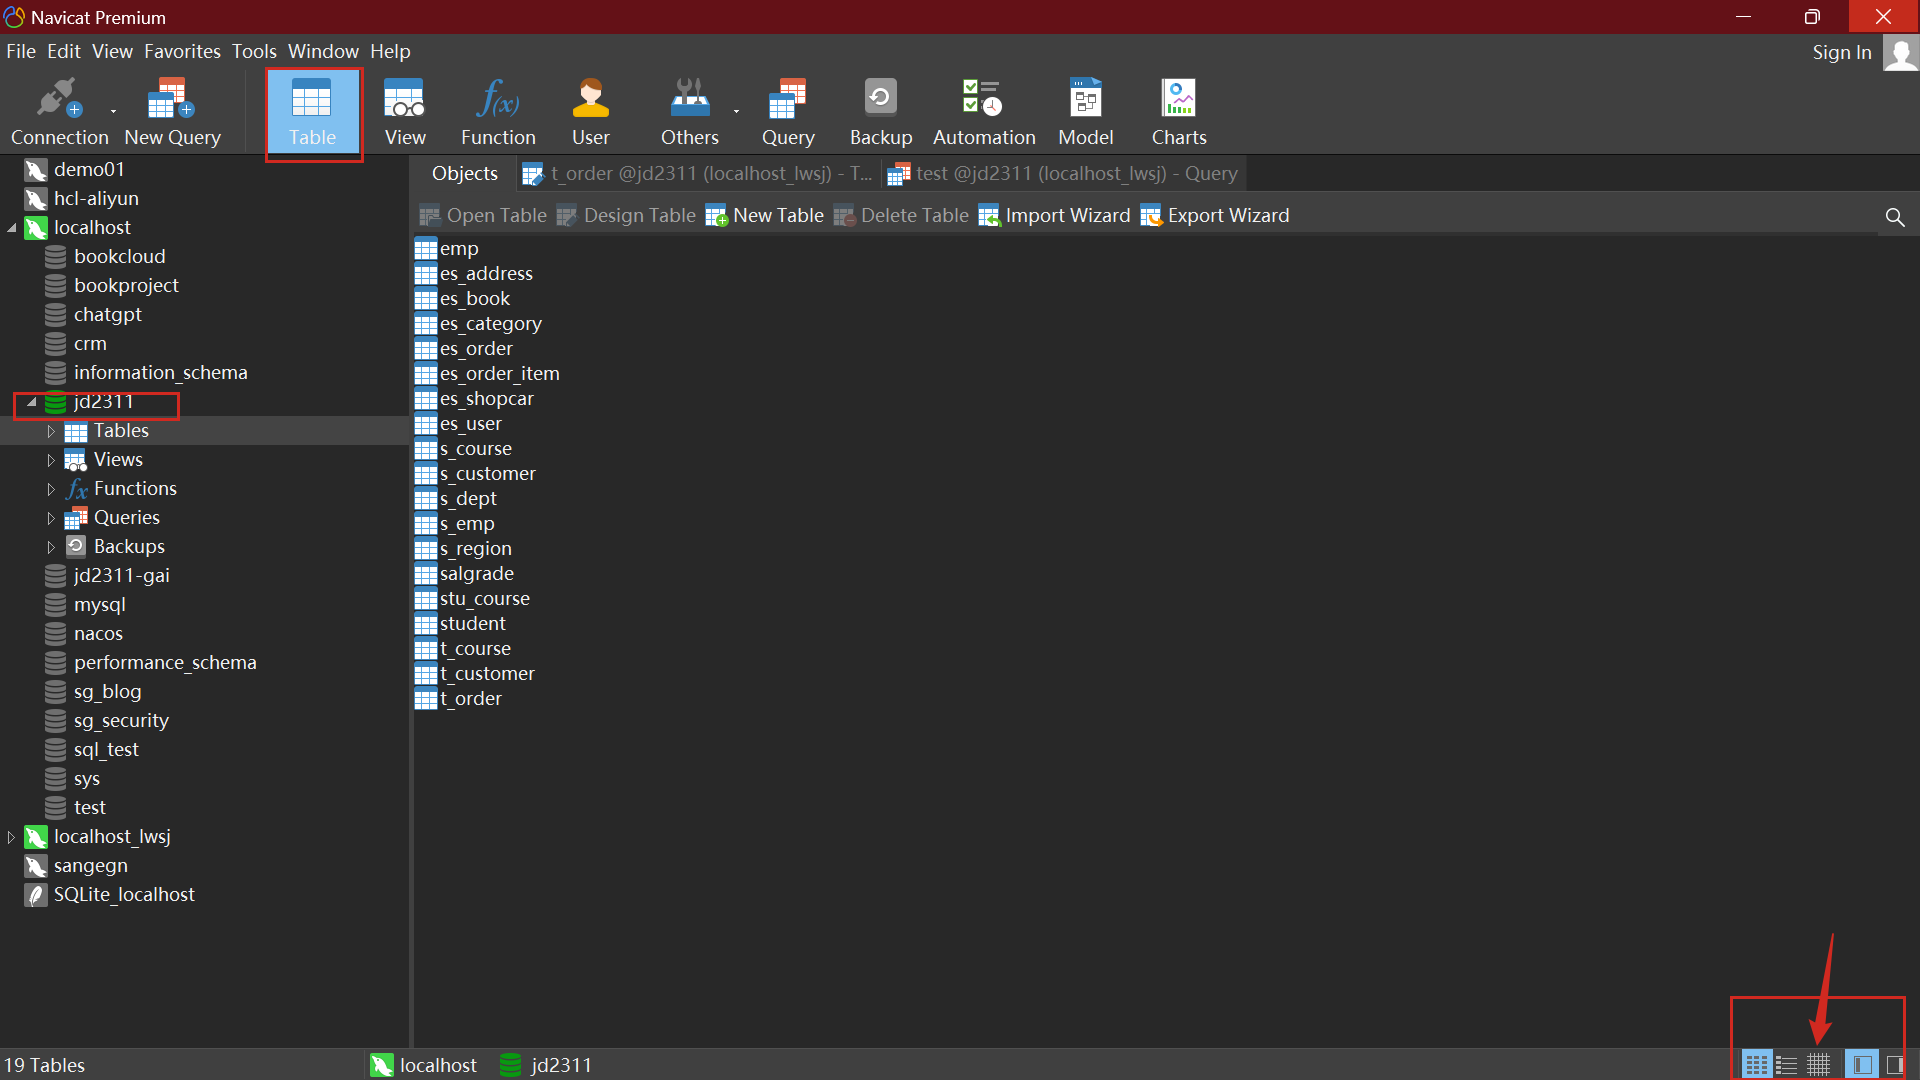 Navicat Premium
File Edit View Favorites Tools Window Help
Sign In
Connection New Query Table View Function User Others Query Backup Automation Model Charts
Objects t_order @jd2311 (localhost_lwsj) - T... test @jd2311 (localhost_lwsj) - Query
Open Table Design Table New Table Delete Table Import Wizard Export Wizard
demo01
hcl-aliyun
localhost
bookcloud
bookproject
chatgpt
crm
information_schema
jd2311
Tables
Views
Functions
Queries
Backups
jd2311-gai
mysql
nacos
performance_schema
sg_blog
sg_security
sql_test
sys
test
localhost_lwsj
sangegn
SQLite_localhost
emp
es_address
es_book
es_category
es_order
es_order_item
es_shopcar
es_user
s_course
s_customer
s_dept
s_emp
s_region
salgrade
stu_course
student
t_course
t_customer
t_order
19 Tables
localhost jd2311